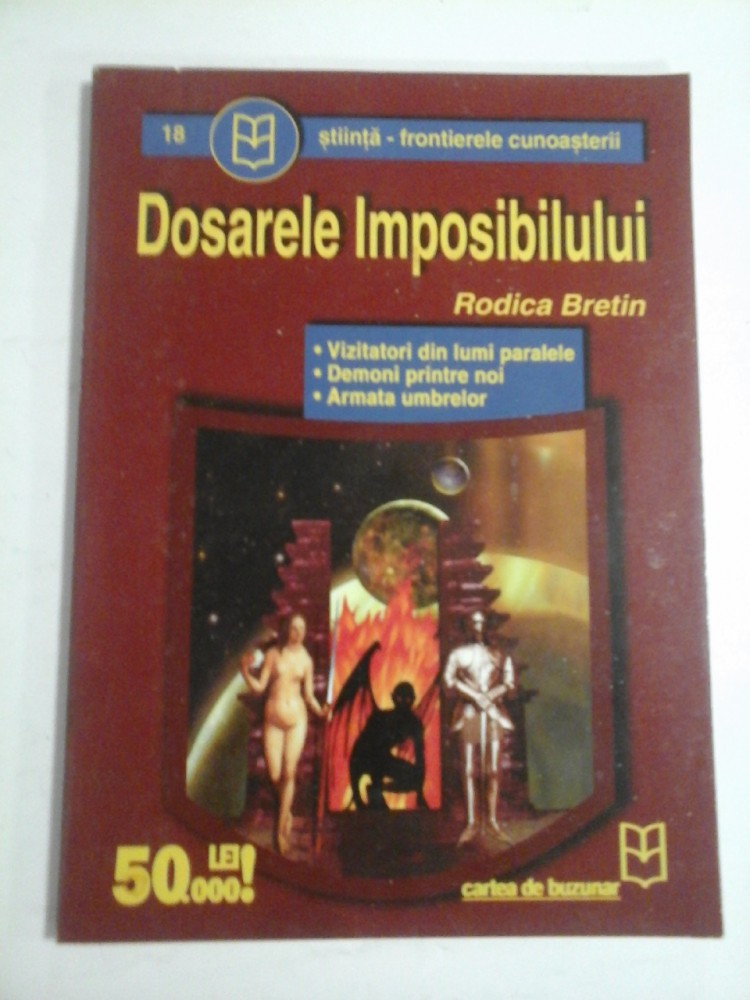 18
știință - frontierele cunoașterii
Dosarele Imposibilului
Rodica Bretin
• Vizitatori din lumi paralele
• Demoni printre noi
• Armata umbrelor
50.000 LEI!
cartea de buzunar